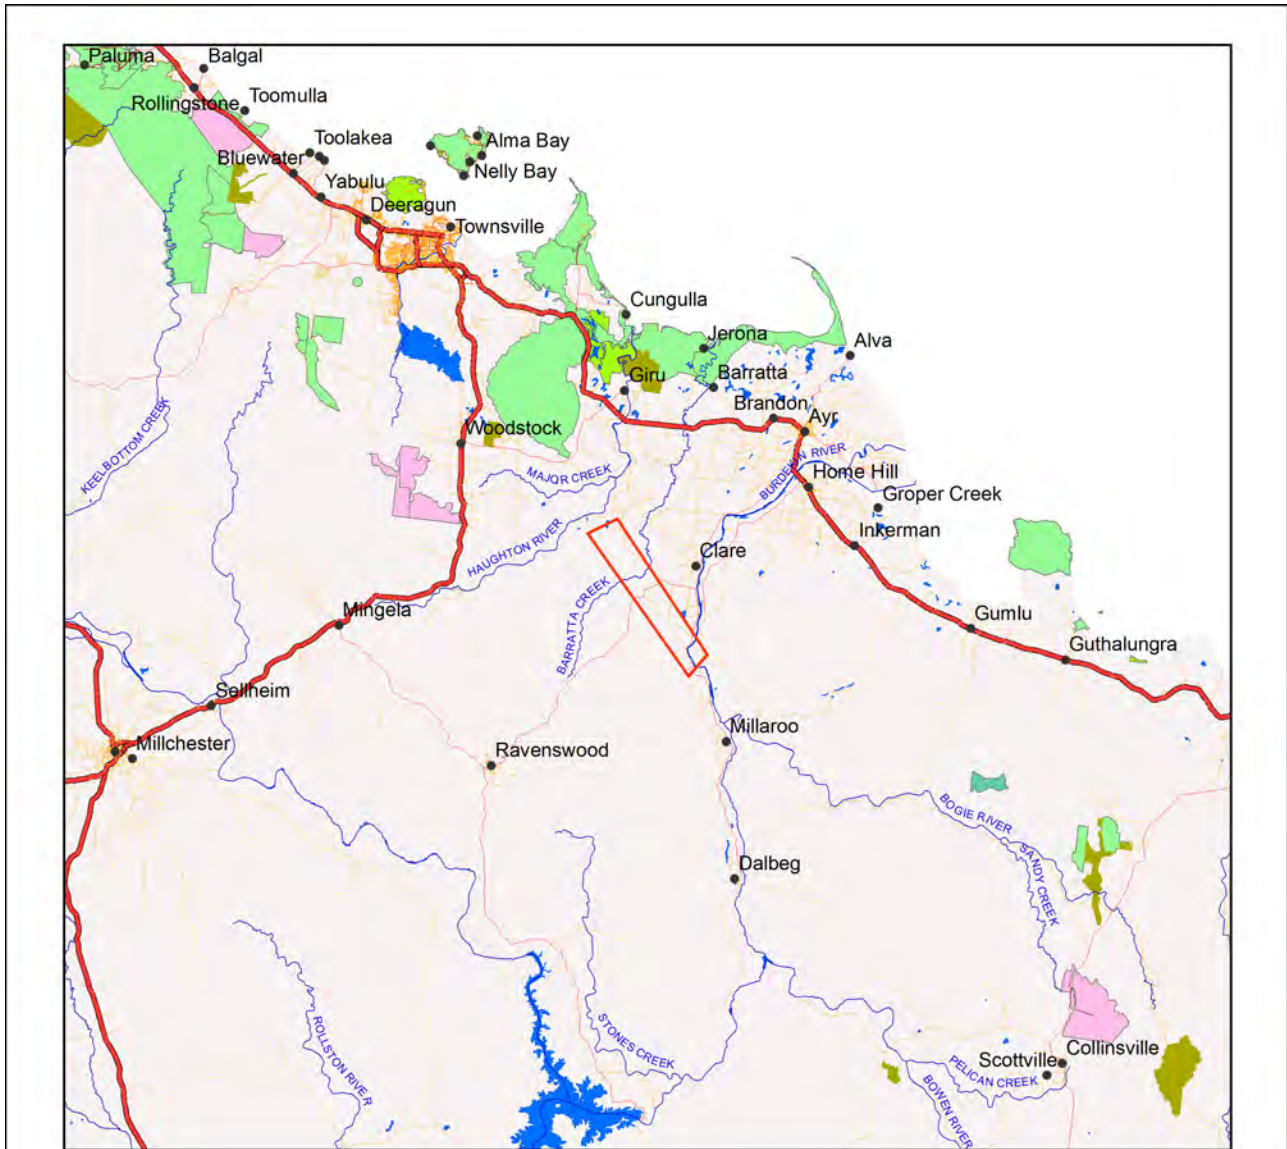 Paluma
Balgal
Rollingstone
Toomulla
Toolakea
Alma Bay
Bluewater
Nelly Bay
Yabulu
Deeragun
Townsville
Cungulla
Jerona
Alva
Giru
Barratta
Brandon
Ayr
Woodstock
KEELBOTTOM CREEK
MAJOR CREEK
BURDEKIN RIVER
Home Hill
Groper Creek
HAUGHTON RIVER
Inkerman
Clare
Mingela
BARRATTA CREEK
Gumlu
Guthalungra
Sellheim
Millaroo
Millchester
Ravenswood
BOGIE RIVER
SANDY CREEK
Dalbeg
ROLLSTON RIVER
STONES CREEK
Collinsville
Scottville
PELICAN CREEK
BOWEN RIVER